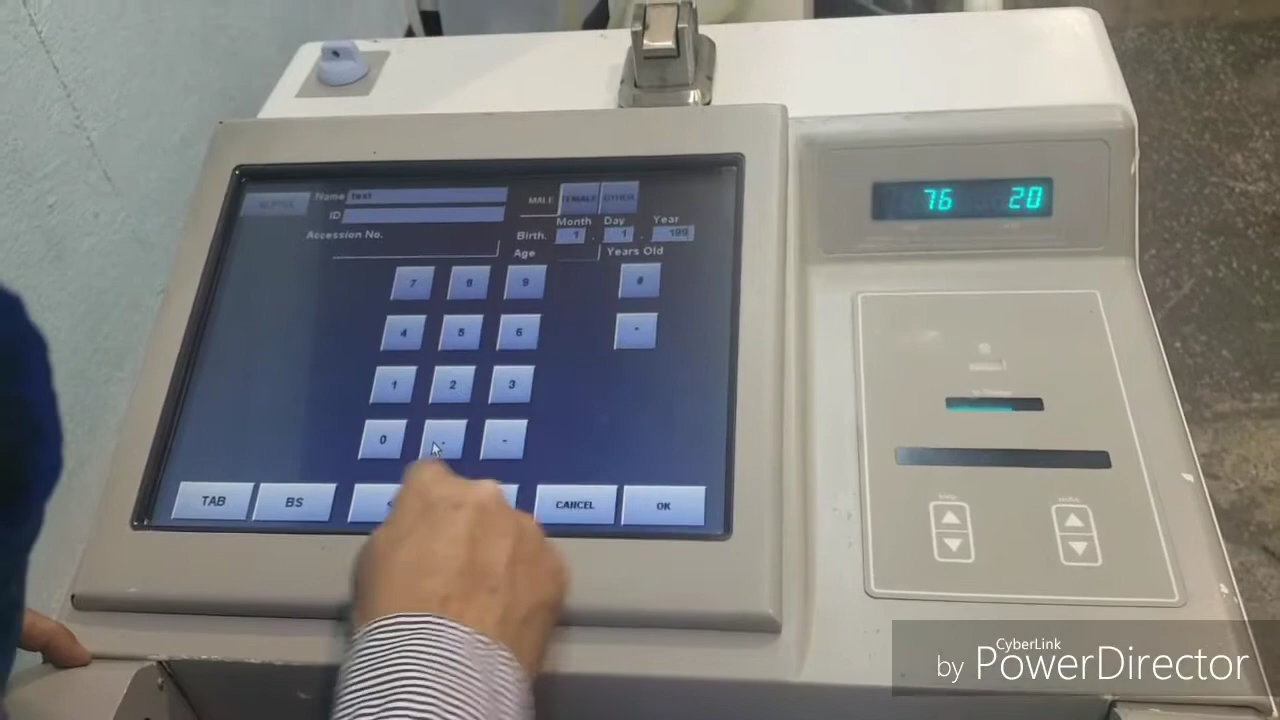 Name test
MALE FEMALE OTHER
ID
Month Day Year
Accession No.
Birth. 1 . 1 . 199
Age Years Old
7 8 9 #
4 5 6
1 2 3
0 -
TAB BS < CANCEL OK
76 20
CyberLink
by PowerDirector